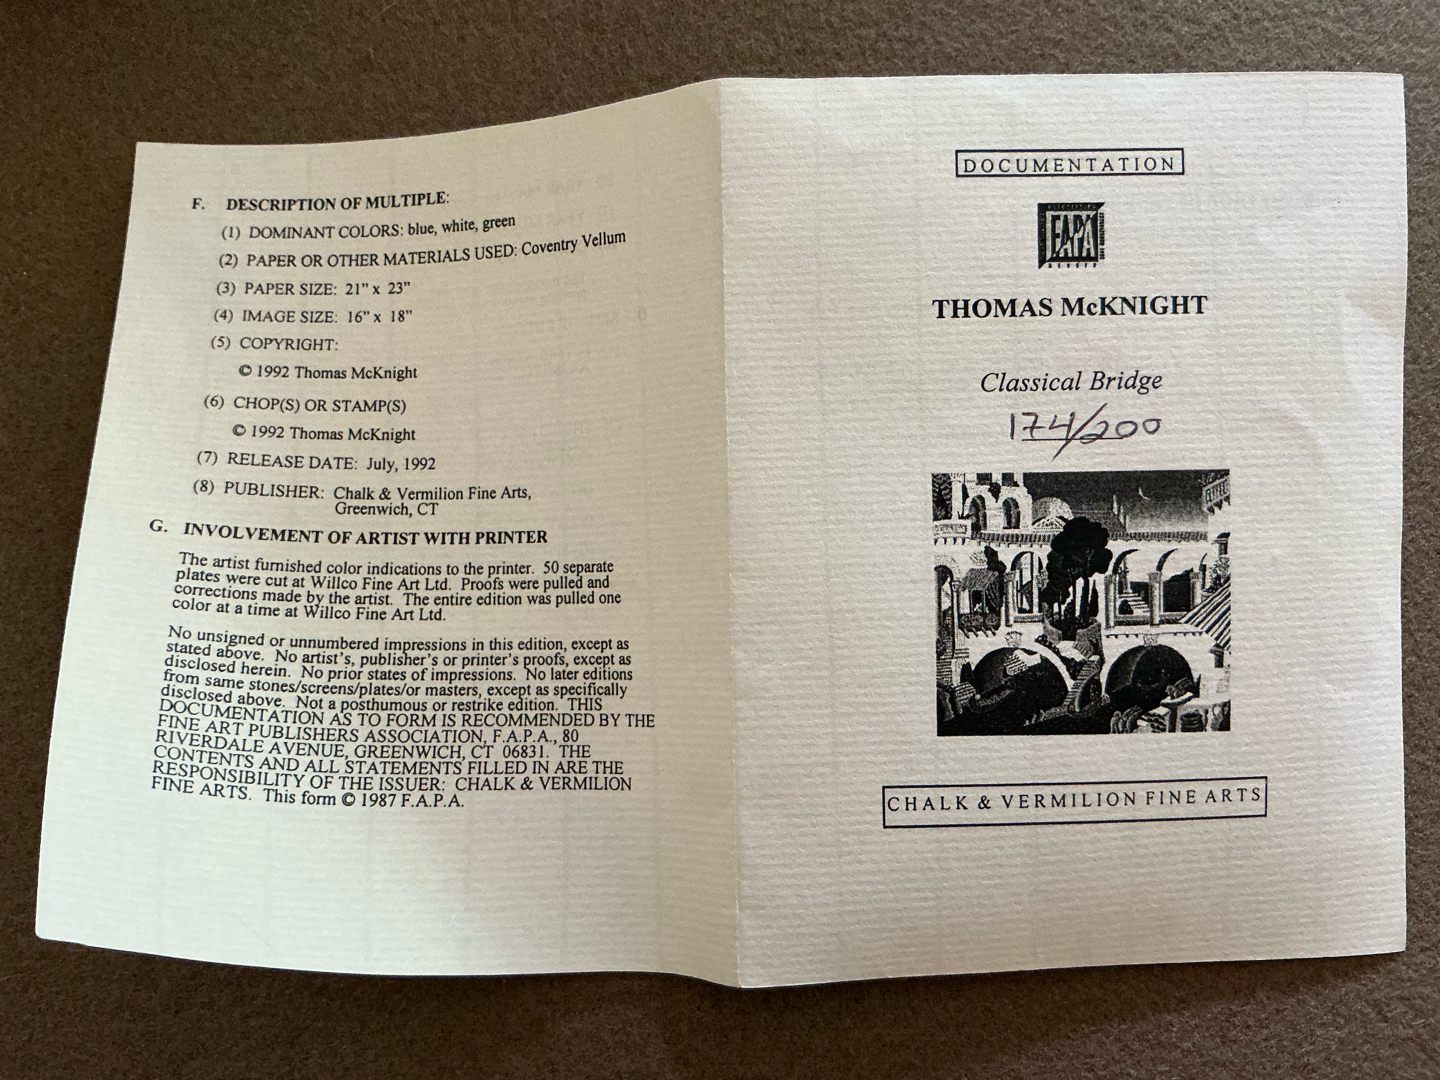 F. DESCRIPTION OF MULTIPLE:
(1) DOMINANT COLORS: blue, white, green
(2) PAPER OR OTHER MATERIALS USED: Coventry Vellum
(3) PAPER SIZE: 21" x 23"
(4) IMAGE SIZE: 16" x 18"
(5) COPYRIGHT:
© 1992 Thomas McKnight
(6) CHOP(S) OR STAMP(S)
© 1992 Thomas McKnight
(7) RELEASE DATE: July, 1992
(8) PUBLISHER: Chalk & Vermilion Fine Arts,
Greenwich, CT
G. INVOLVEMENT OF ARTIST WITH PRINTER
The artist furnished color indications to the printer. 50 separate
plates were cut at Willco Fine Art Ltd. Proofs were pulled and
corrections made by the artist. The entire edition was pulled one
color at a time at Willco Fine Art Ltd.
No unsigned or unnumbered impressions in this edition, except as
stated above. No artist's, publisher's or printer's proofs, except as
disclosed herein. No prior states of impressions. No later editions
from same stones/screens/plates/or masters, except as specifically
disclosed above. Not a posthumous or restrike edition. THIS
DOCUMENTATION AS TO FORM IS RECOMMENDED BY THE
FINE ART PUBLISHERS ASSOCIATION, F.A.P.A., 80
RIVERDALE AVENUE, GREENWICH, CT 06831. THE
CONTENTS AND ALL STATEMENTS FILLED IN ARE THE
RESPONSIBILITY OF THE ISSUER: CHALK & VERMILION
FINE ARTS. This form © 1987 F.A.P.A.
DOCUMENTATION
FAPA
THOMAS McKNIGHT
Classical Bridge
174/200
CHALK & VERMILION FINE ARTS